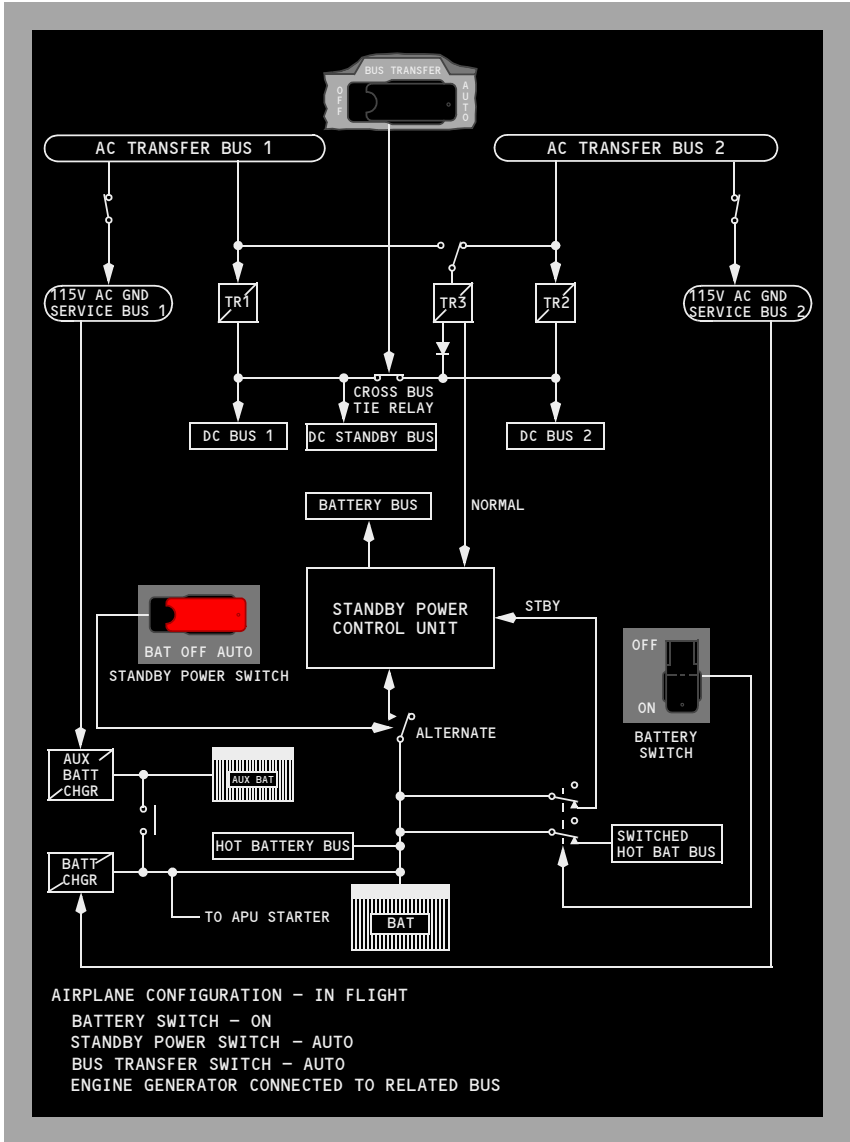 BUS TRANSFER
OFF
AUTO
AC TRANSFER BUS 1
AC TRANSFER BUS 2
115V AC GND
SERVICE BUS 1
TR1
TR3
TR2
115V AC GND
SERVICE BUS 2
CROSS BUS
TIE RELAY
DC BUS 1
DC STANDBY BUS
DC BUS 2
BATTERY BUS
NORMAL
STANDBY POWER
CONTROL UNIT
STBY
BAT OFF AUTO
STANDBY POWER SWITCH
OFF
ON
BATTERY
SWITCH
ALTERNATE
AUX
BATT
CHGR
AUX BAT
HOT BATTERY BUS
SWITCHED
HOT BAT BUS
BATT
CHGR
TO APU STARTER
BAT
AIRPLANE CONFIGURATION – IN FLIGHT
BATTERY SWITCH – ON
STANDBY POWER SWITCH – AUTO
BUS TRANSFER SWITCH – AUTO
ENGINE GENERATOR CONNECTED TO RELATED BUS